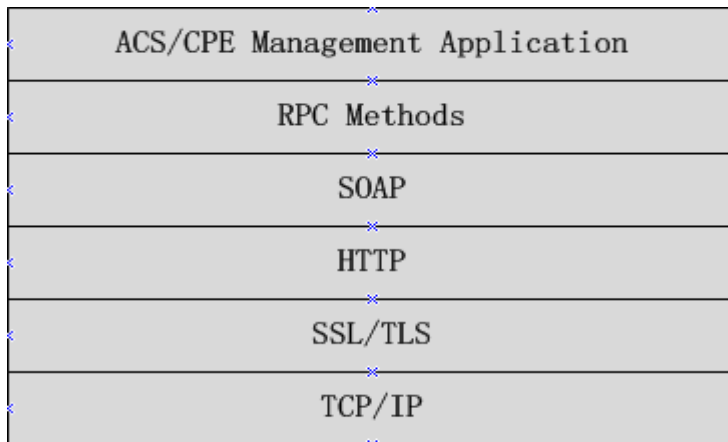 ACS/CPE Management Application
RPC Methods
SOAP
HTTP
SSL/TLS
TCP/IP